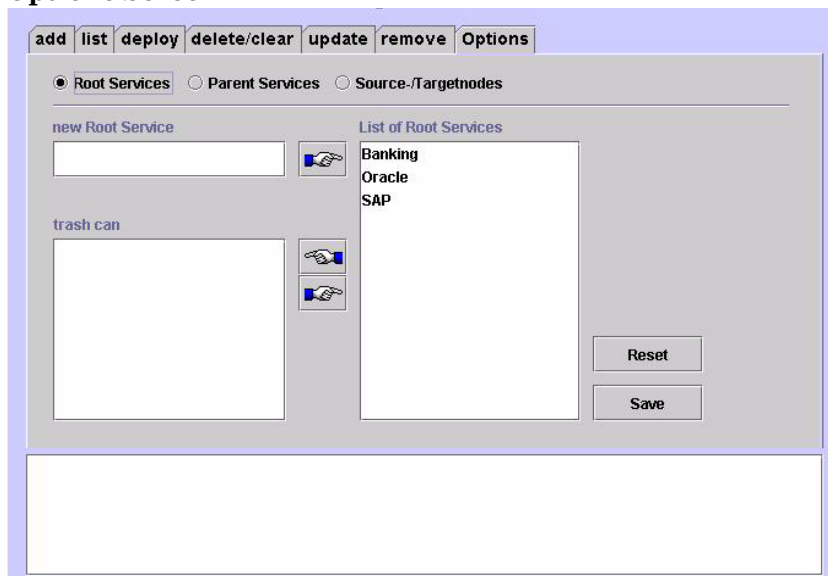 add list deploy delete/clear update remove Options
Root Services Parent Services Source-/Targetnodes
new Root Service
List of Root Services
Banking
Oracle
SAP
trash can
Reset
Save